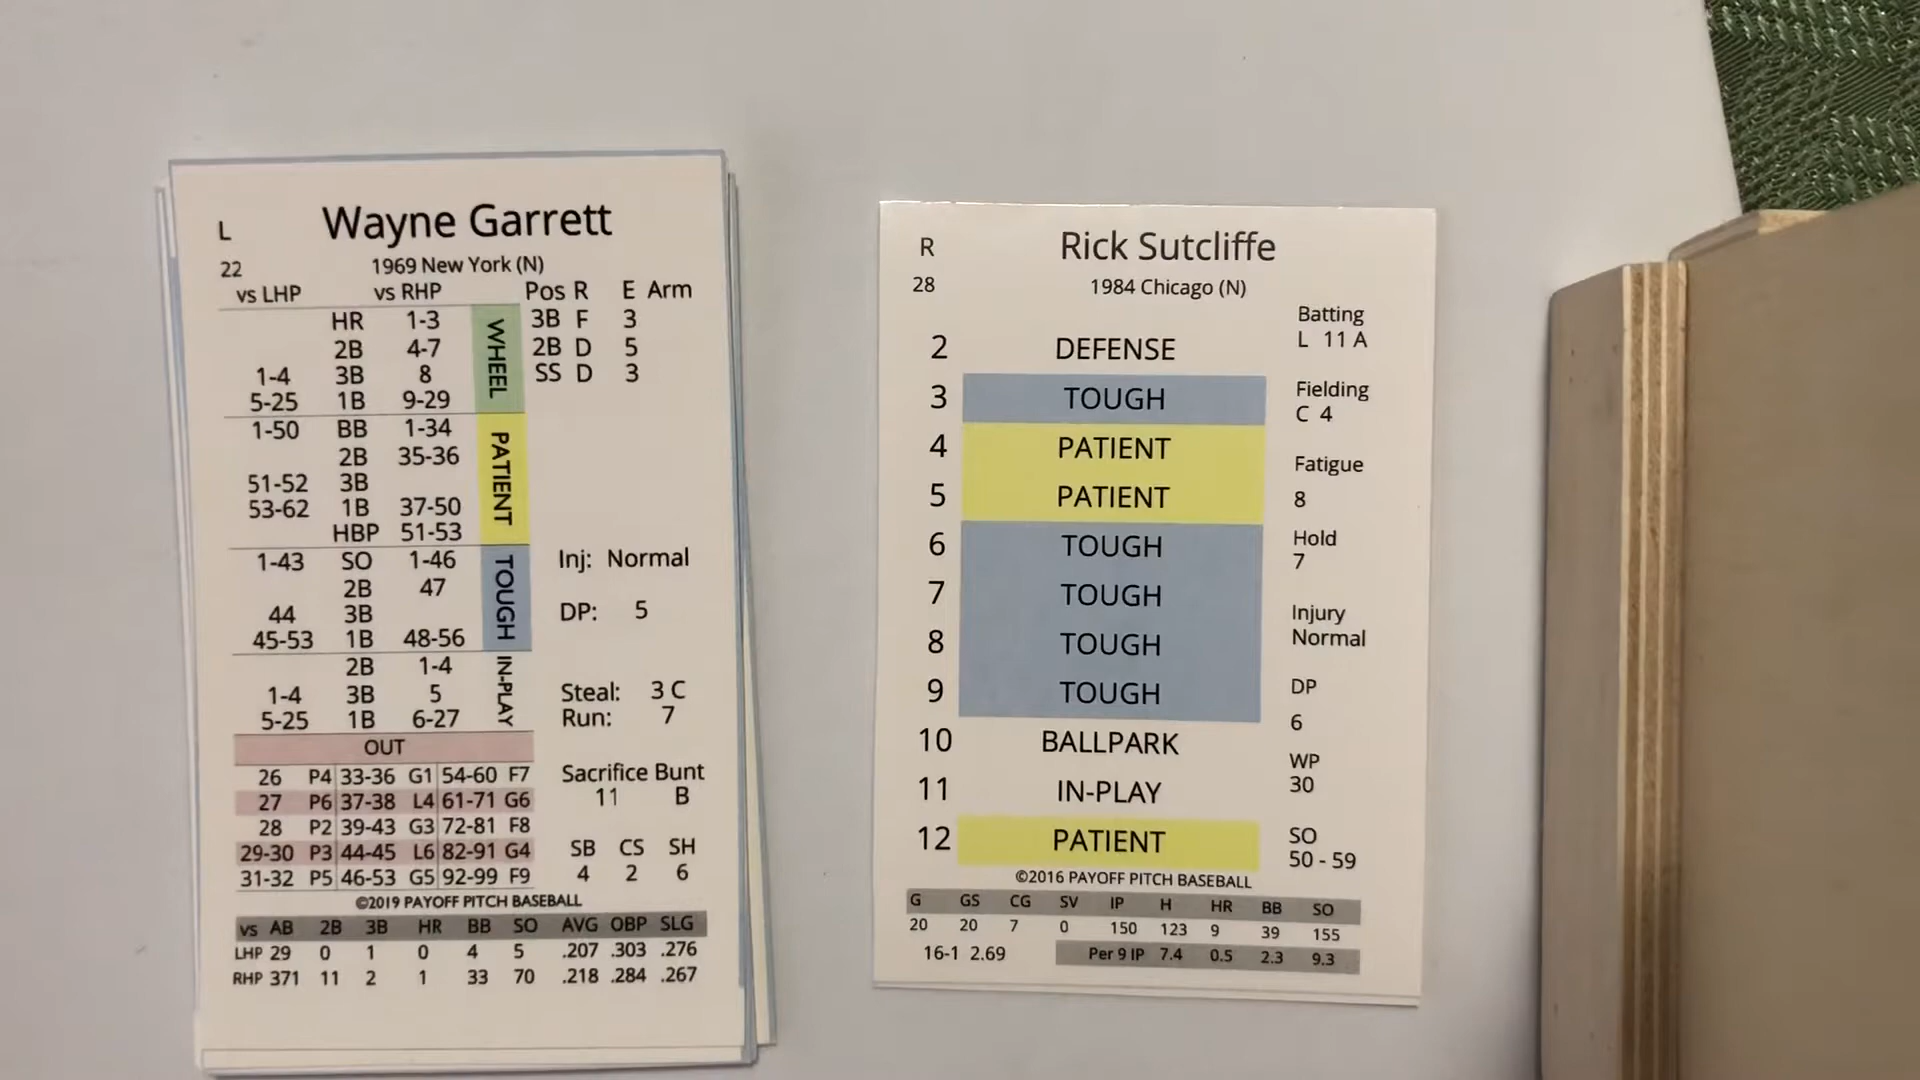 L Wayne Garrett
22 1969 New York (N)
vs LHP vs RHP Pos R E Arm
HR 1-3 3B F 3
2B 4-7 2B D 5
1-4 3B 8 SS D 3
5-25 1B 9-29
WHEEL
1-50 BB 1-34
2B 35-36
51-52 3B
53-62 1B 37-50
HBP 51-53
PATIENT
1-43 SO 1-46 Inj: Normal
2B 47
44 3B DP: 5
45-53 1B 48-56
TOUGH
2B 1-4
1-4 3B 5 Steal: 3 C
5-25 1B 6-27 Run: 7
IN-PLAY
OUT
26 P4 33-36 G1 54-60 F7 Sacrifice Bunt
27 P6 37-38 L4 61-71 G6 11 B
28 P2 39-43 G3 72-81 F8
29-30 P3 44-45 L6 82-91 G4 SB CS SH
31-32 P5 46-53 G5 92-99 F9 4 2 6
©2019 PAYOFF PITCH BASEBALL
vs AB 2B 3B HR BB SO AVG OBP SLG
LHP 29 0 1 0 4 5 .207 .303 .276
RHP 371 11 2 1 33 70 .218 .284 .267
R Rick Sutcliffe
28 1984 Chicago (N)
Batting
L 11 A
2 DEFENSE
3 TOUGH
Fielding
C 4
4 PATIENT
5 PATIENT
Fatigue
8
6 TOUGH
Hold
7
7 TOUGH
8 TOUGH
Injury
Normal
9 TOUGH
DP
6
10 BALLPARK
11 IN-PLAY
WP
30
12 PATIENT
SO
50 - 59
©2016 PAYOFF PITCH BASEBALL
G GS CG SV IP H HR BB SO
20 20 7 0 150 123 9 39 155
16-1 2.69 Per 9 IP 7.4 0.5 2.3 9.3